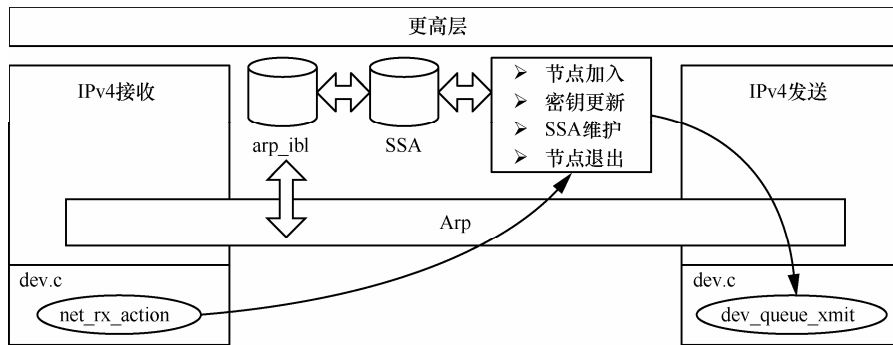 更高层
IPv4接收
arp_ibl
SSA
➢ 节点加入
➢ 密钥更新
➢ SSA维护
➢ 节点退出
IPv4发送
Arp
dev.c
net_rx_action
dev.c
dev_queue_xmit